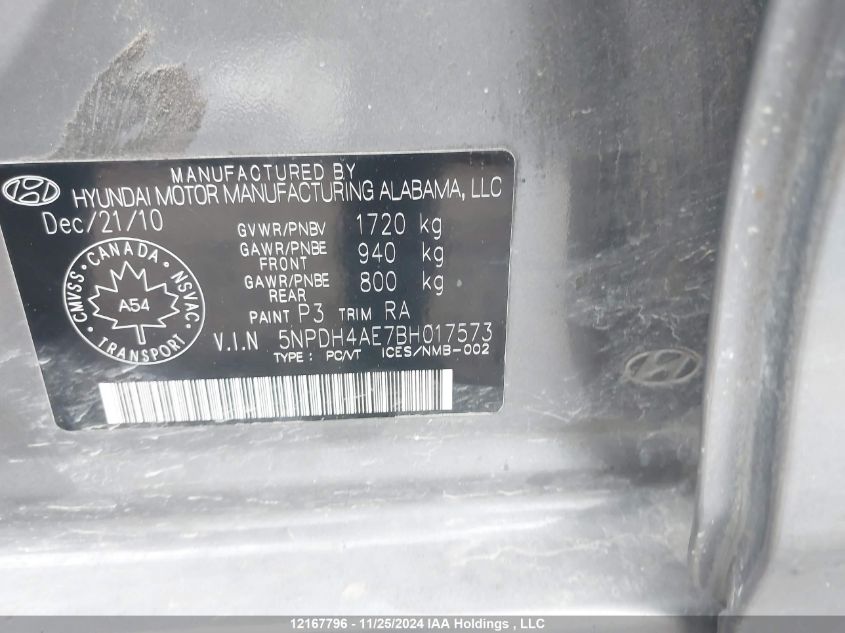 MANUFACTURED BY
HYUNDAI MOTOR MANUFACTURING ALABAMA, LLC
Dec/21/10
GVWR/PNBV 1720 kg
GAWR/PNBE FRONT 940 kg
GAWR/PNBE REAR 800 kg
PAINT P3 TRIM RA
V.I.N 5NPDH4AE7BH017573
TYPE : PC/VT ICES/NMB-002
CMVSS · CANADA · NSVAC · TRANSPORT ·
A54
12167796 - 11/25/2024 IAA Holdings , LLC